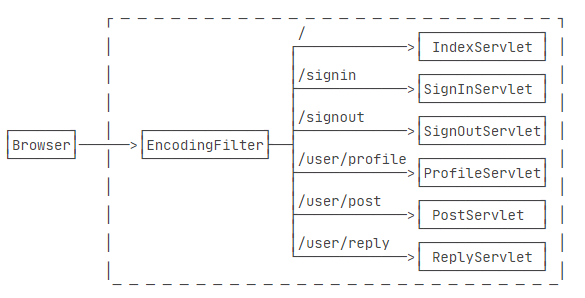 /
IndexServlet
/signin
SignInServlet
/signout
SignOutServlet
Browser
EncodingFilter
/user/profile
ProfileServlet
/user/post
PostServlet
/user/reply
ReplyServlet